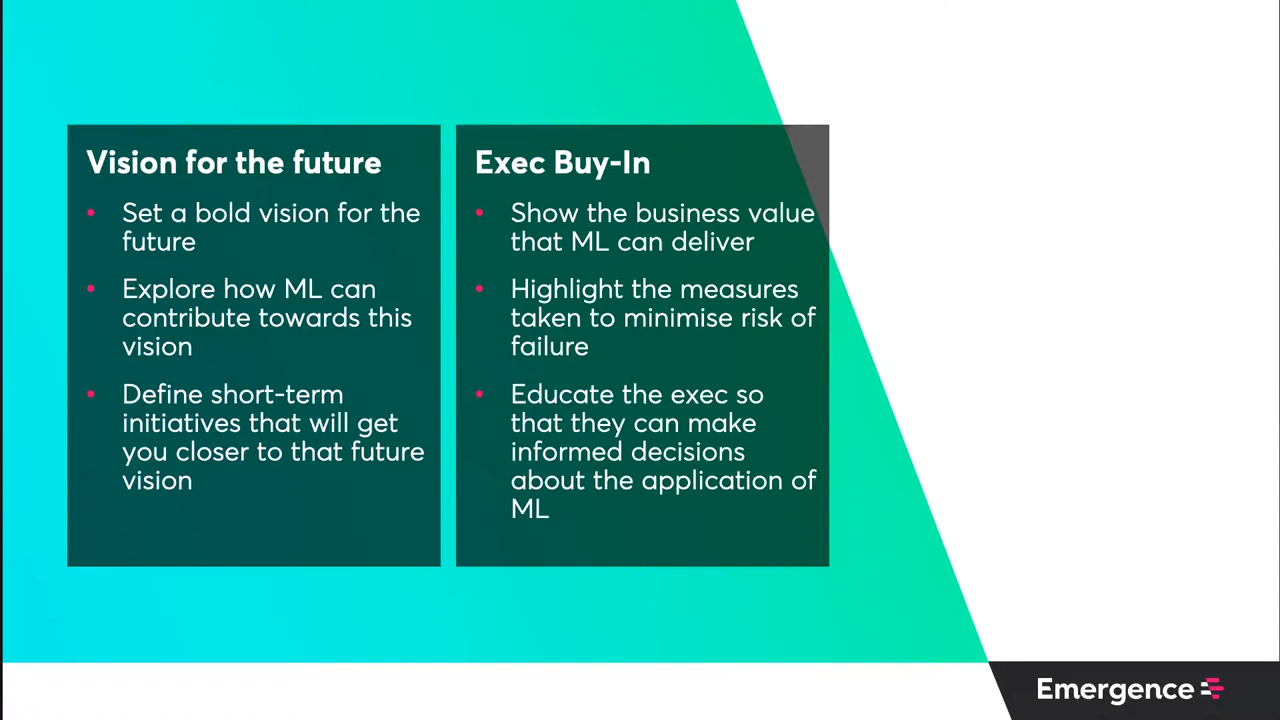 Vision for the future
• Set a bold vision for the
future
• Explore how ML can
contribute towards this
vision
• Define short-term
initiatives that will get
you closer to that future
vision
Exec Buy-In
• Show the business value
that ML can deliver
• Highlight the measures
taken to minimise risk of
failure
• Educate the exec so
that they can make
informed decisions
about the application of
ML
Emergence